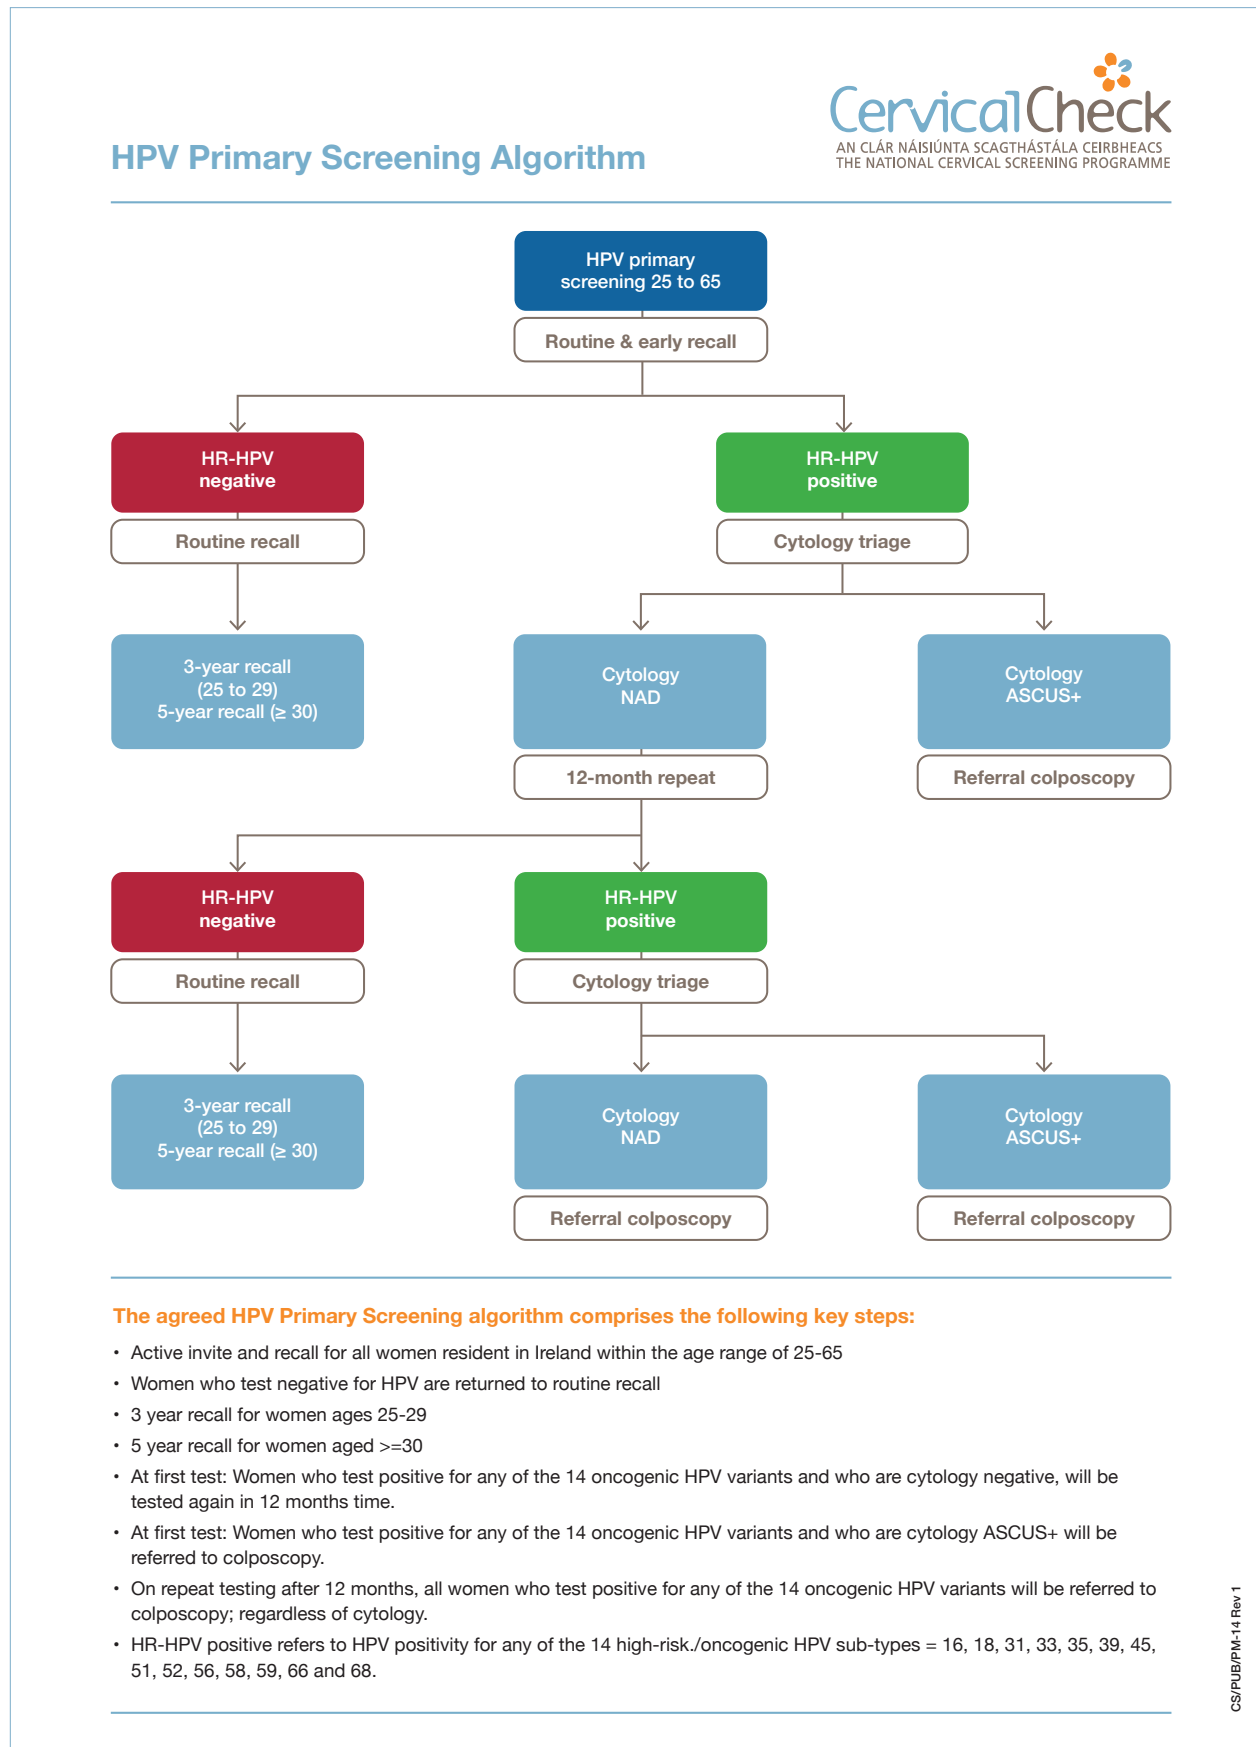 CervicalCheck
AN CLÁR NÁISIÚNTA SCAGTHÁSTÁLA CEIRBHEACS
THE NATIONAL CERVICAL SCREENING PROGRAMME
HPV Primary Screening Algorithm
HPV primary
screening 25 to 65
Routine & early recall
HR-HPV
negative
HR-HPV
positive
Routine recall
Cytology triage
3-year recall
(25 to 29)
5-year recall (≥ 30)
Cytology
NAD
Cytology
ASCUS+
12-month repeat
Referral colposcopy
HR-HPV
negative
HR-HPV
positive
Routine recall
Cytology triage
3-year recall
(25 to 29)
5-year recall (≥ 30)
Cytology
NAD
Cytology
ASCUS+
Referral colposcopy
Referral colposcopy
The agreed HPV Primary Screening algorithm comprises the following key steps:
• Active invite and recall for all women resident in Ireland within the age range of 25-65
• Women who test negative for HPV are returned to routine recall
• 3 year recall for women ages 25-29
• 5 year recall for women aged >=30
• At first test: Women who test positive for any of the 14 oncogenic HPV variants and who are cytology negative, will be
tested again in 12 months time.
• At first test: Women who test positive for any of the 14 oncogenic HPV variants and who are cytology ASCUS+ will be
referred to colposcopy.
• On repeat testing after 12 months, all women who test positive for any of the 14 oncogenic HPV variants will be referred to
colposcopy; regardless of cytology.
• HR-HPV positive refers to HPV positivity for any of the 14 high-risk./oncogenic HPV sub-types = 16, 18, 31, 33, 35, 39, 45,
51, 52, 56, 58, 59, 66 and 68.
CS/PUB/PM-14 Rev 1